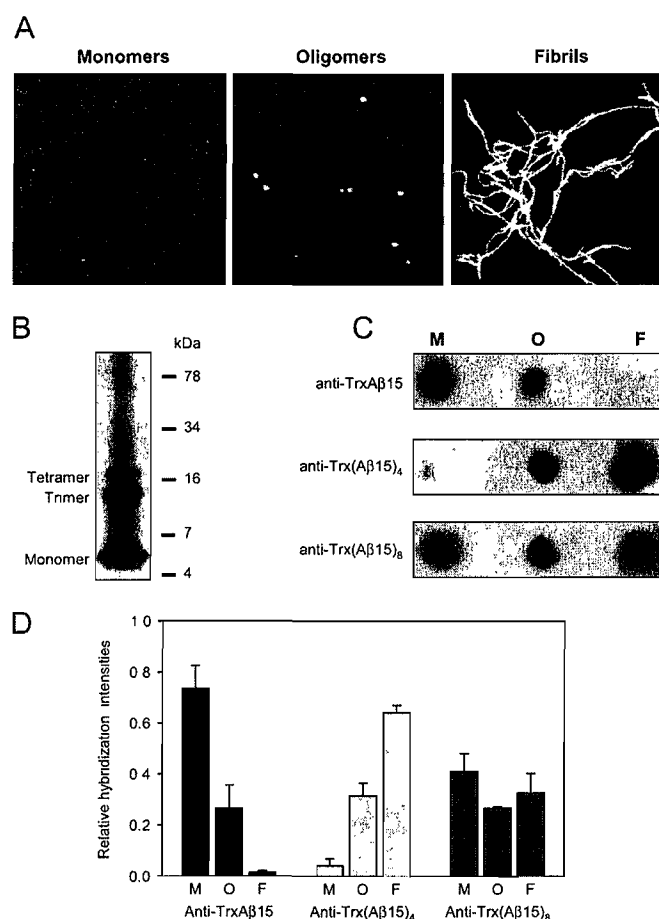 A
Monomers Oligomers Fibrils
B
kDa
78
34
Tetramer
16
Trimer
7
Monomer
4
C
M O F
anti-TrxAβ15
anti-Trx(Aβ15)4
anti-Trx(Aβ15)8
D
Relative hybridization intensities
1 0
0 8
0 6
0 4
0.2
0.0
M O F M O F M O F
Anti-TrxAβ15 Anti-Trx(Aβ15)4 Anti-Trx(Aβ15)8